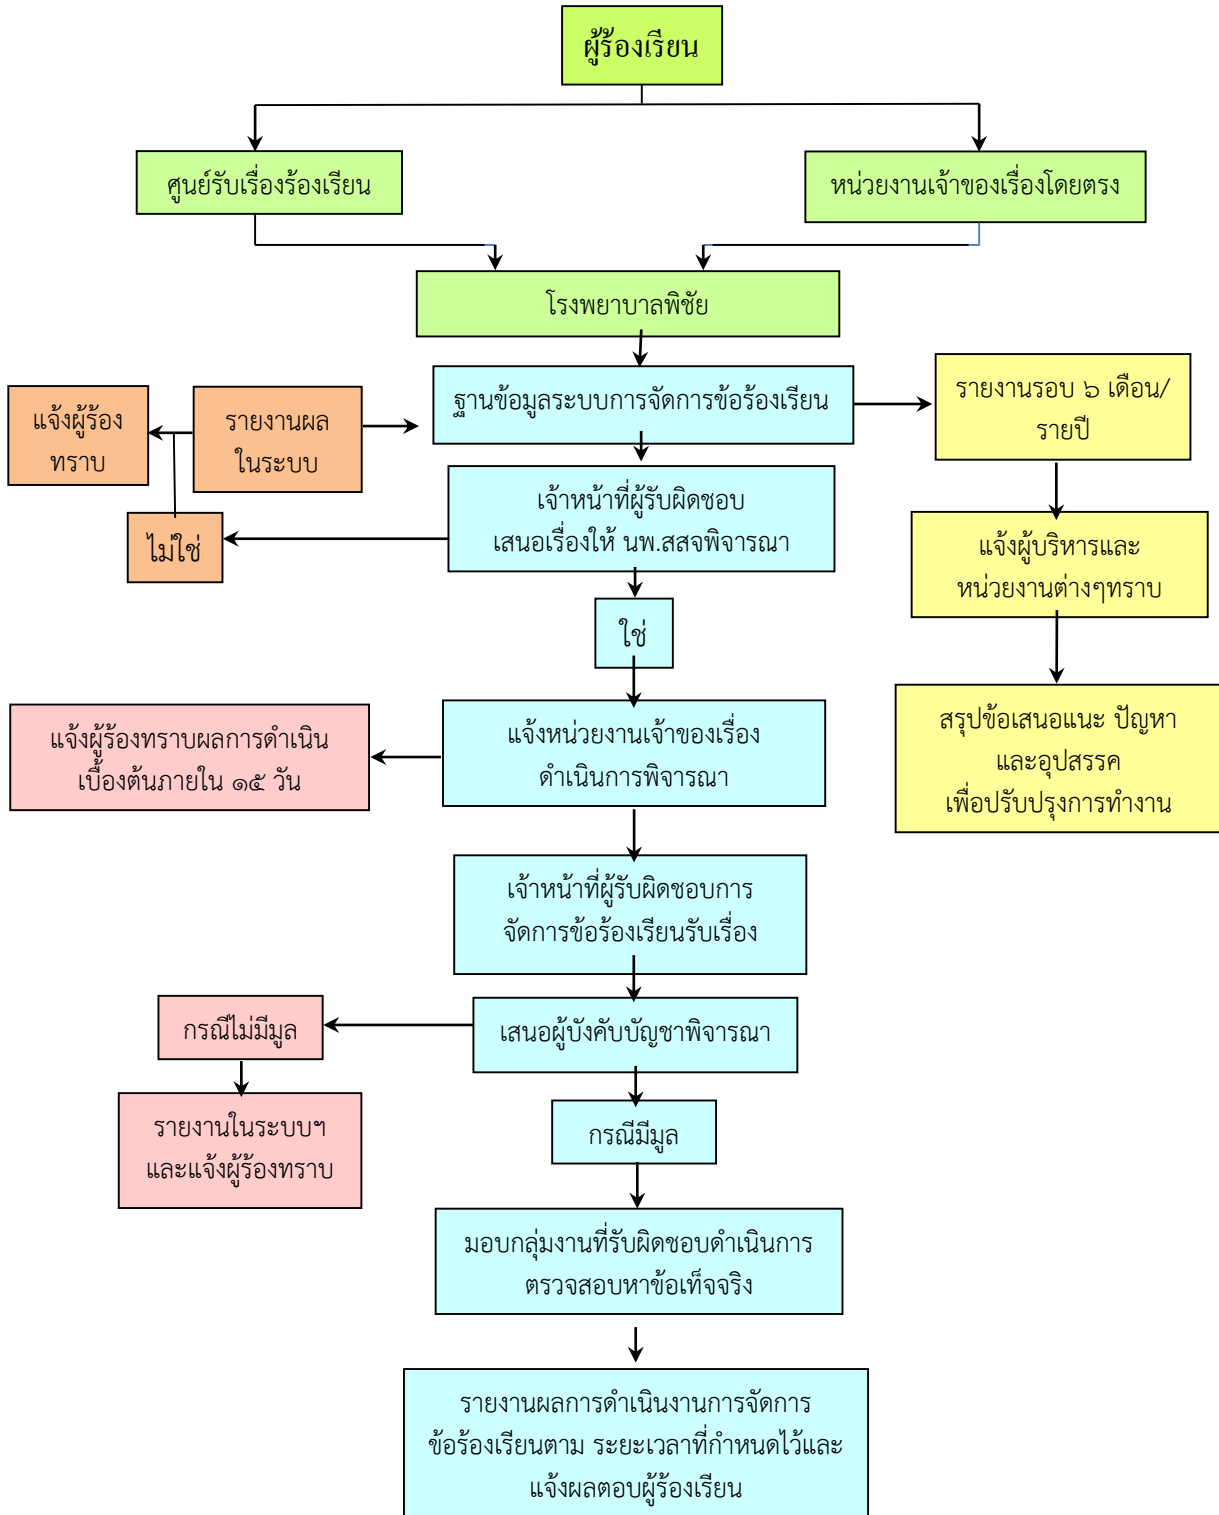 ผู้ร้องเรียน
ศูนย์รับเรื่องร้องเรียน
หน่วยงานเจ้าของเรื่องโดยตรง
โรงพยาบาลพิชัย
ฐานข้อมูลระบบการจัดการข้อร้องเรียน
รายงานรอบ ๖ เดือน/
รายปี
แจ้งผู้ร้อง
ทราบ
รายงานผล
ในระบบ
เจ้าหน้าที่ผู้รับผิดชอบ
เสนอเรื่องให้ นพ.สสจพิจารณา
ไม่ใช่
แจ้งผู้บริหารและ
หน่วยงานต่างๆทราบ
ใช่
แจ้งผู้ร้องทราบผลการดำเนิน
เบื้องต้นภายใน ๑๕ วัน
แจ้งหน่วยงานเจ้าของเรื่อง
ดำเนินการพิจารณา
สรุปข้อเสนอแนะ ปัญหา
และอุปสรรค
เพื่อปรับปรุงการทำงาน
เจ้าหน้าที่ผู้รับผิดชอบการ
จัดการข้อร้องเรียนรับเรื่อง
กรณีไม่มีมูล
เสนอผู้บังคับบัญชาพิจารณา
รายงานในระบบฯ
และแจ้งผู้ร้องทราบ
กรณีมีมูล
มอบกลุ่มงานที่รับผิดชอบดำเนินการ
ตรวจสอบหาข้อเท็จจริง
รายงานผลการดำเนินงานการจัดการ
ข้อร้องเรียนตาม ระยะเวลาที่กำหนดไว้และ
แจ้งผลตอบผู้ร้องเรียน